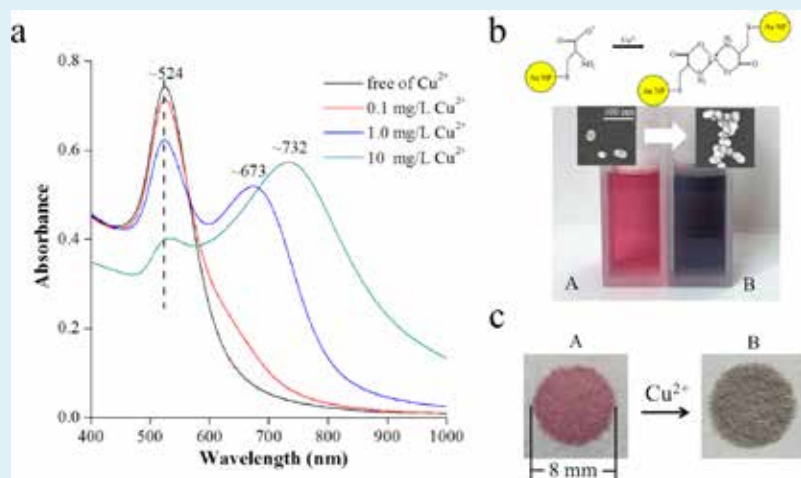 a
0.8
0.6
0.4
0.2
0.0
Absorbance
400 500 600 700 800 900 1000
Wavelength (nm)
~524
~673
~732
free of Cu²⁺
0.1 mg/L Cu²⁺
1.0 mg/L Cu²⁺
10 mg/L Cu²⁺
b
Au NP
Au NP
Au NP
A
B
c
A
B
Cu²⁺
8 mm